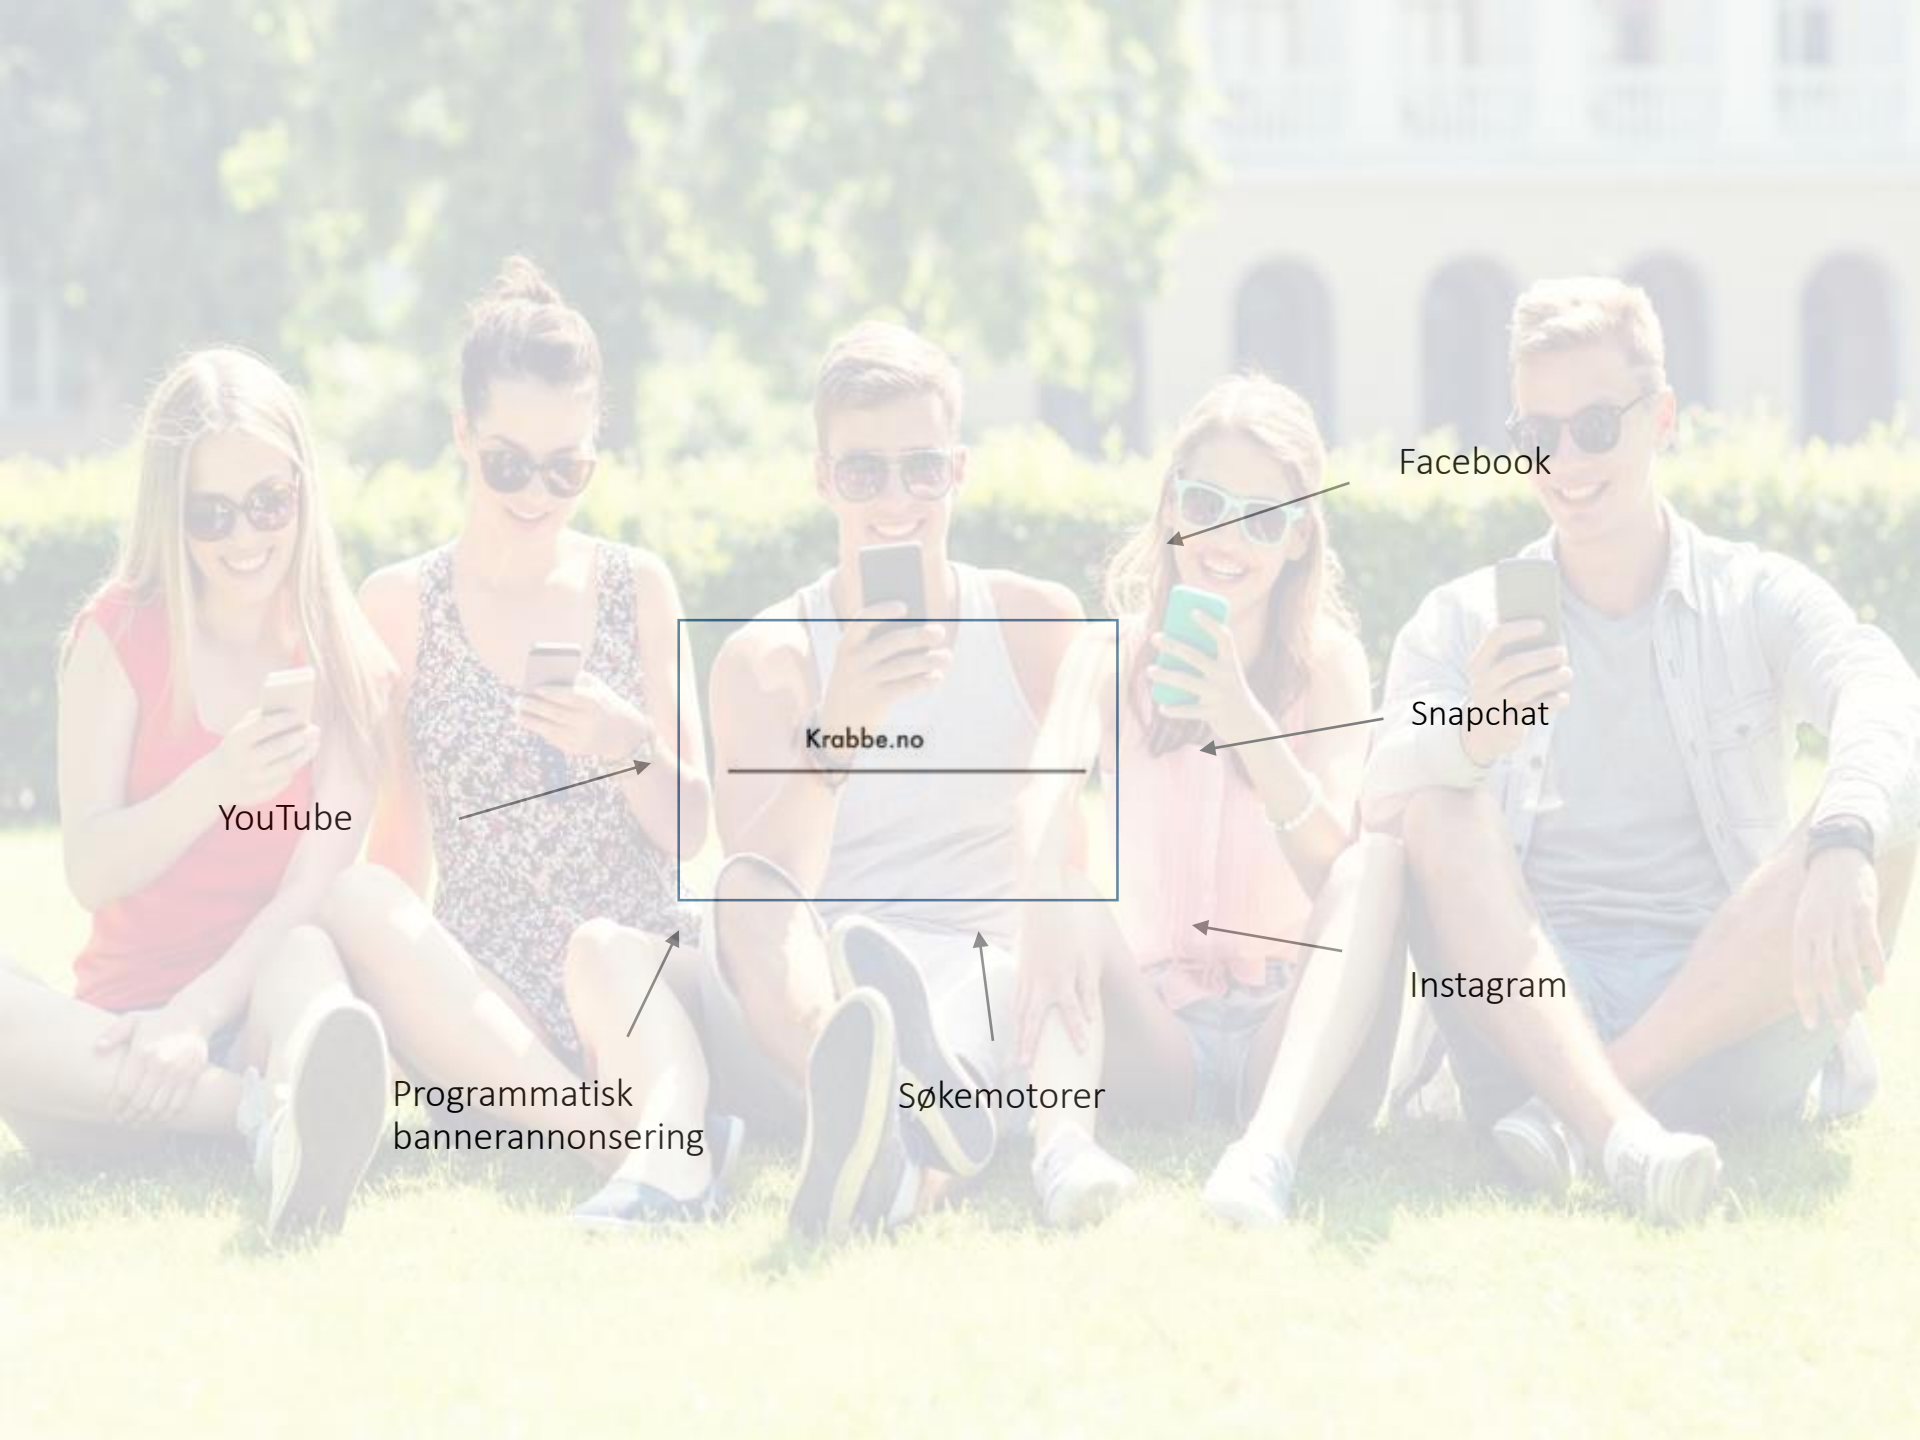 Facebook
Snapchat
Krabbe.no
YouTube
Instagram
Programmatisk
bannerannonsering
Søkemotorer